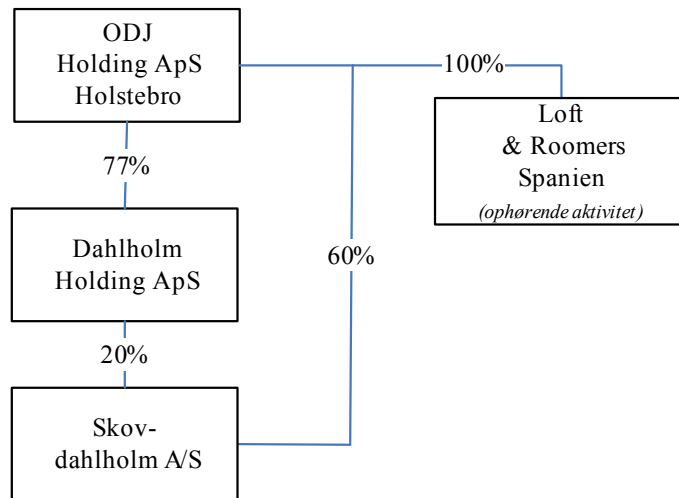 ODJ
Holding ApS
Holstebro
100%
Loft
& Roomers
Spanien
(ophørende aktivitet)
77%
Dahlholm
Holding ApS
60%
20%
Skov-
dahlholm A/S